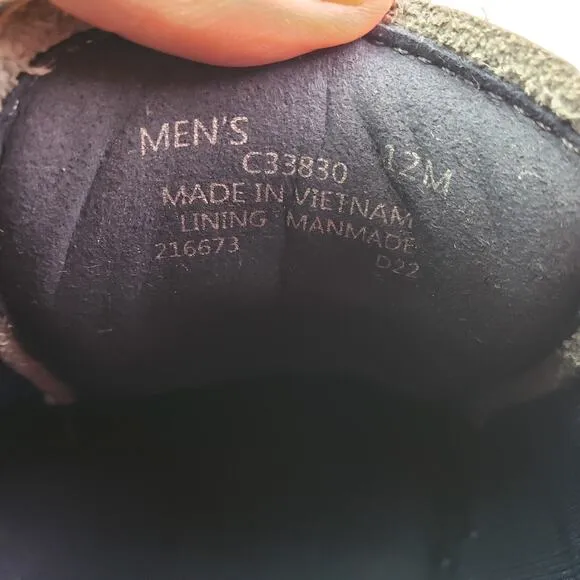 MEN'S
C33830 12M
MADE IN VIETNAM
LINING MANMADE
216673 D22